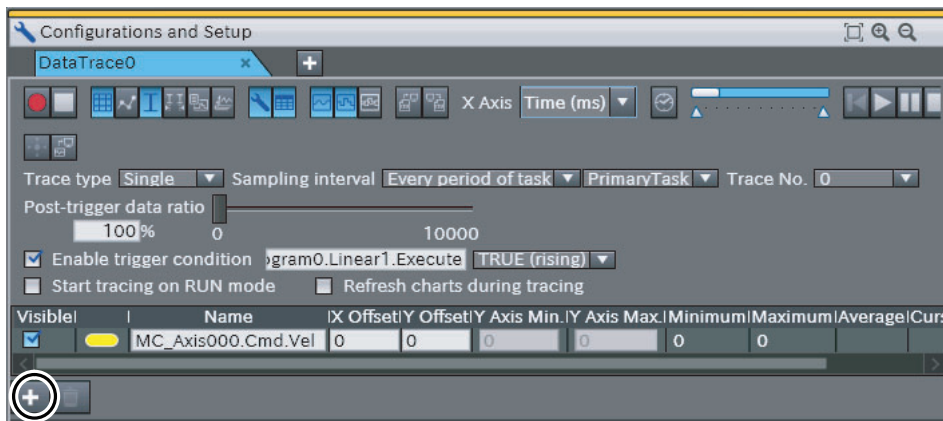 Configurations and Setup
DataTrace0 × +
X Axis Time (ms)
Trace type Single Sampling interval Every period of task PrimaryTask Trace No. 0
Post-trigger data ratio
100 % 0 10000
Enable trigger condition ogram0.Linear1.Execute TRUE (rising)
Start tracing on RUN mode Refresh charts during tracing
Visible Name X Offset Y Offset Y Axis Min. Y Axis Max. Minimum Maximum Average Curs
MC_Axis000.Cmd.Vel 0 0 0 0 0 0
+